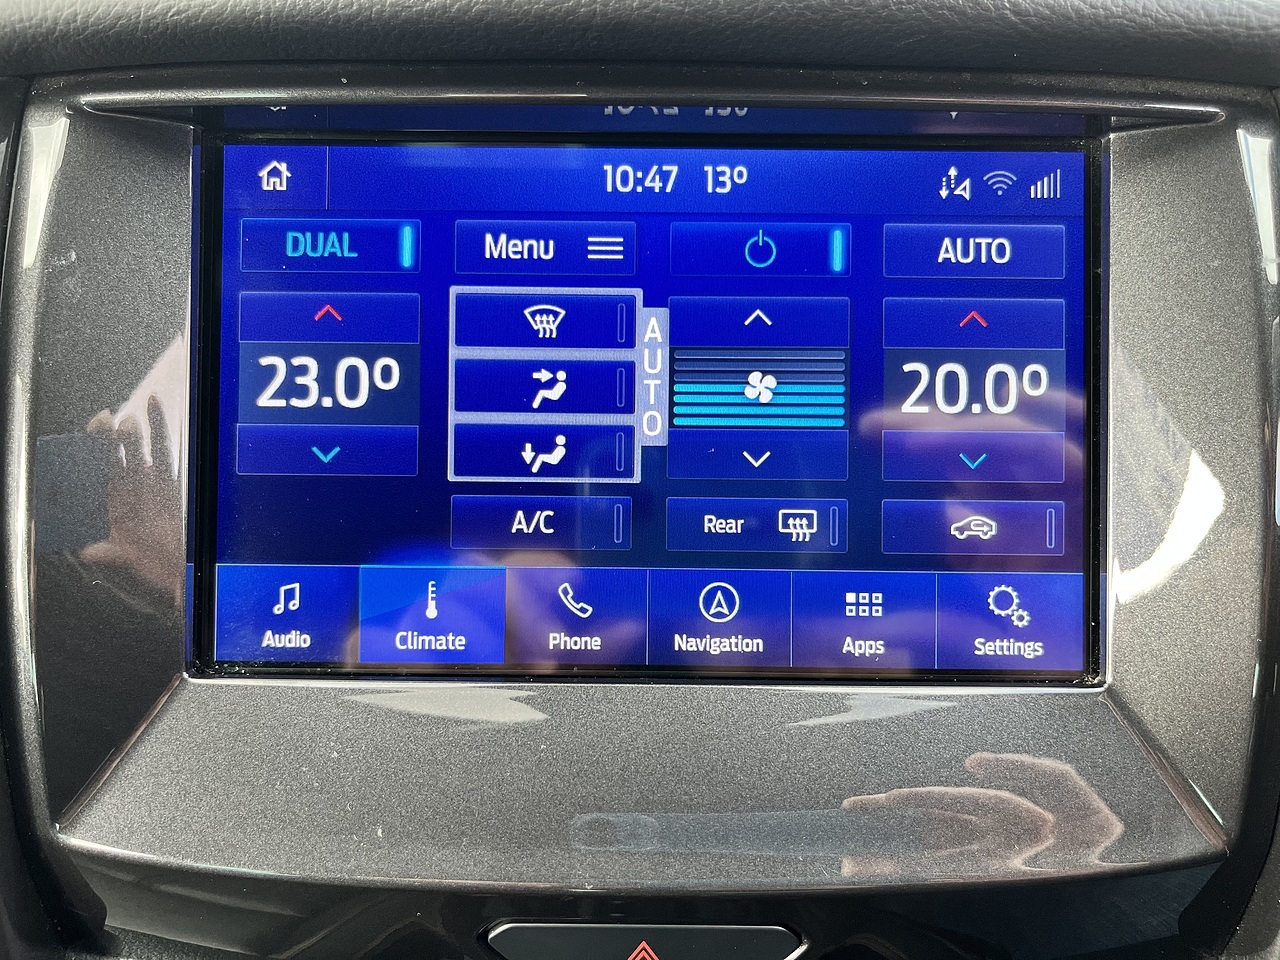 10:47 13º
DUAL
Menu
AUTO
23.0º
AUTO
20.0º
A/C
Rear
Audio
Climate
Phone
Navigation
Apps
Settings